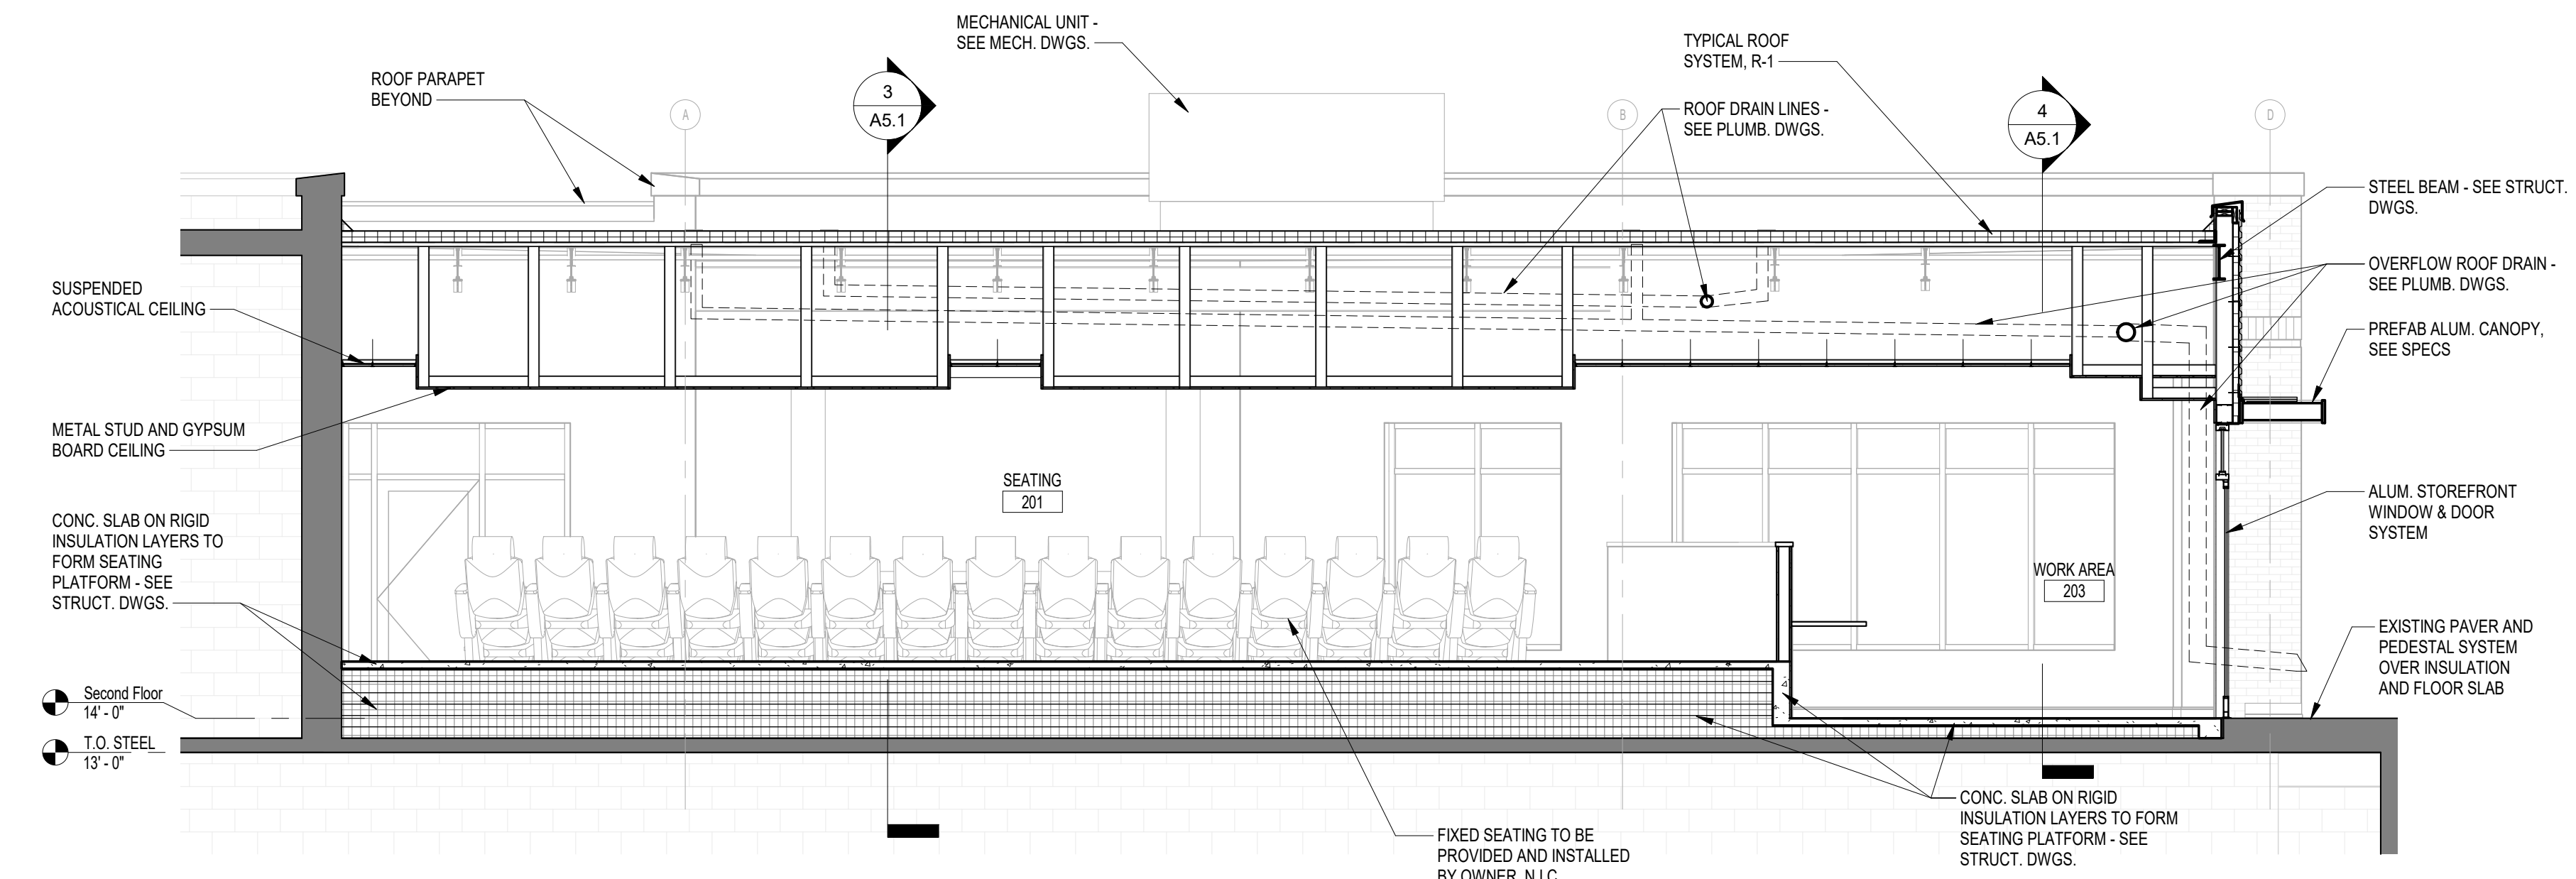 MECHANICAL UNIT -
SEE MECH. DWGS.
TYPICAL ROOF
SYSTEM, R-1
ROOF PARAPET
BEYOND
A
3
A5.1
ROOF DRAIN LINES -
SEE PLUMB. DWGS.
B
4
A5.1
D
STEEL BEAM - SEE STRUCT.
DWGS.
OVERFLOW ROOF DRAIN -
SEE PLUMB. DWGS.
SUSPENDED
ACOUSTICAL CEILING
PREFAB ALUM. CANOPY,
SEE SPECS
METAL STUD AND GYPSUM
BOARD CEILING
SEATING
201
ALUM. STOREFRONT
WINDOW & DOOR
SYSTEM
CONC. SLAB ON RIGID
INSULATION LAYERS TO
FORM SEATING
PLATFORM - SEE
STRUCT. DWGS.
WORK AREA
203
EXISTING PAVER AND
PEDESTAL SYSTEM
OVER INSULATION
AND FLOOR SLAB
Second Floor
14' - 0"
T.O. STEEL
13' - 0"
CONC. SLAB ON RIGID
INSULATION LAYERS TO FORM
SEATING PLATFORM - SEE
STRUCT. DWGS.
FIXED SEATING TO BE
PROVIDED AND INSTALLED
BY OWNER, N.I.C.